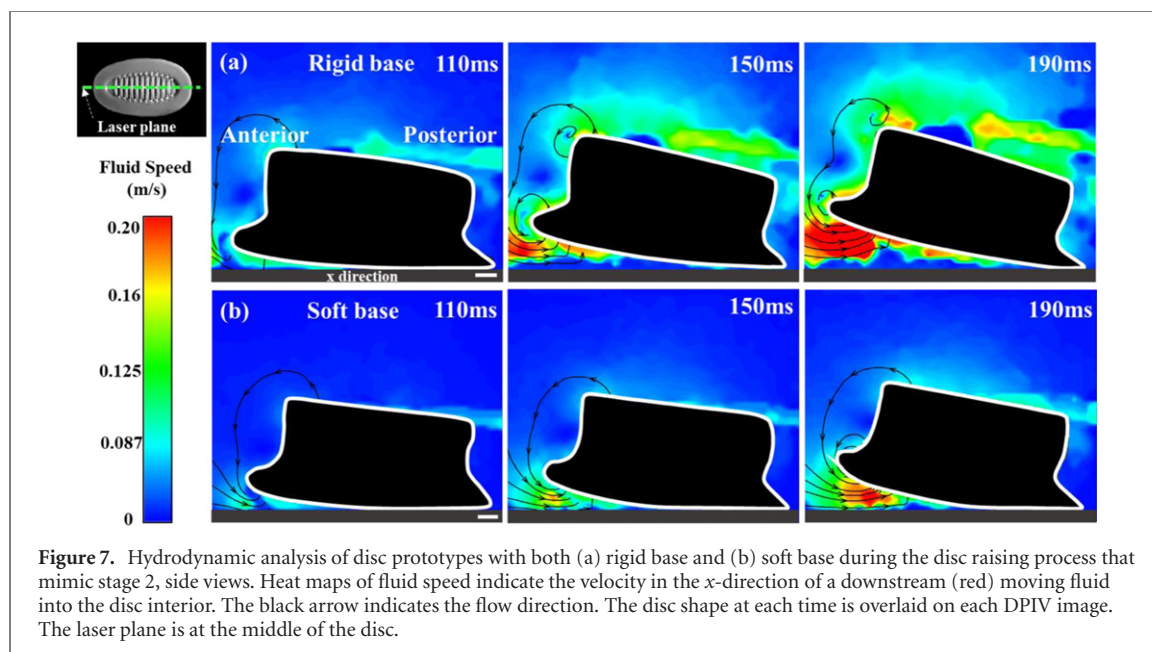 (a) Rigid base 110ms
150ms
190ms
Laser plane
Anterior Posterior
Fluid Speed
(m/s)
0.20
0.16
0.125
0.087
0
x direction
(b) Soft base 110ms
150ms
190ms
Figure 7. Hydrodynamic analysis of disc prototypes with both (a) rigid base and (b) soft base during the disc raising process that
mimic stage 2, side views. Heat maps of fluid speed indicate the velocity in the x-direction of a downstream (red) moving fluid
into the disc interior. The black arrow indicates the flow direction. The disc shape at each time is overlaid on each DPIV image.
The laser plane is at the middle of the disc.